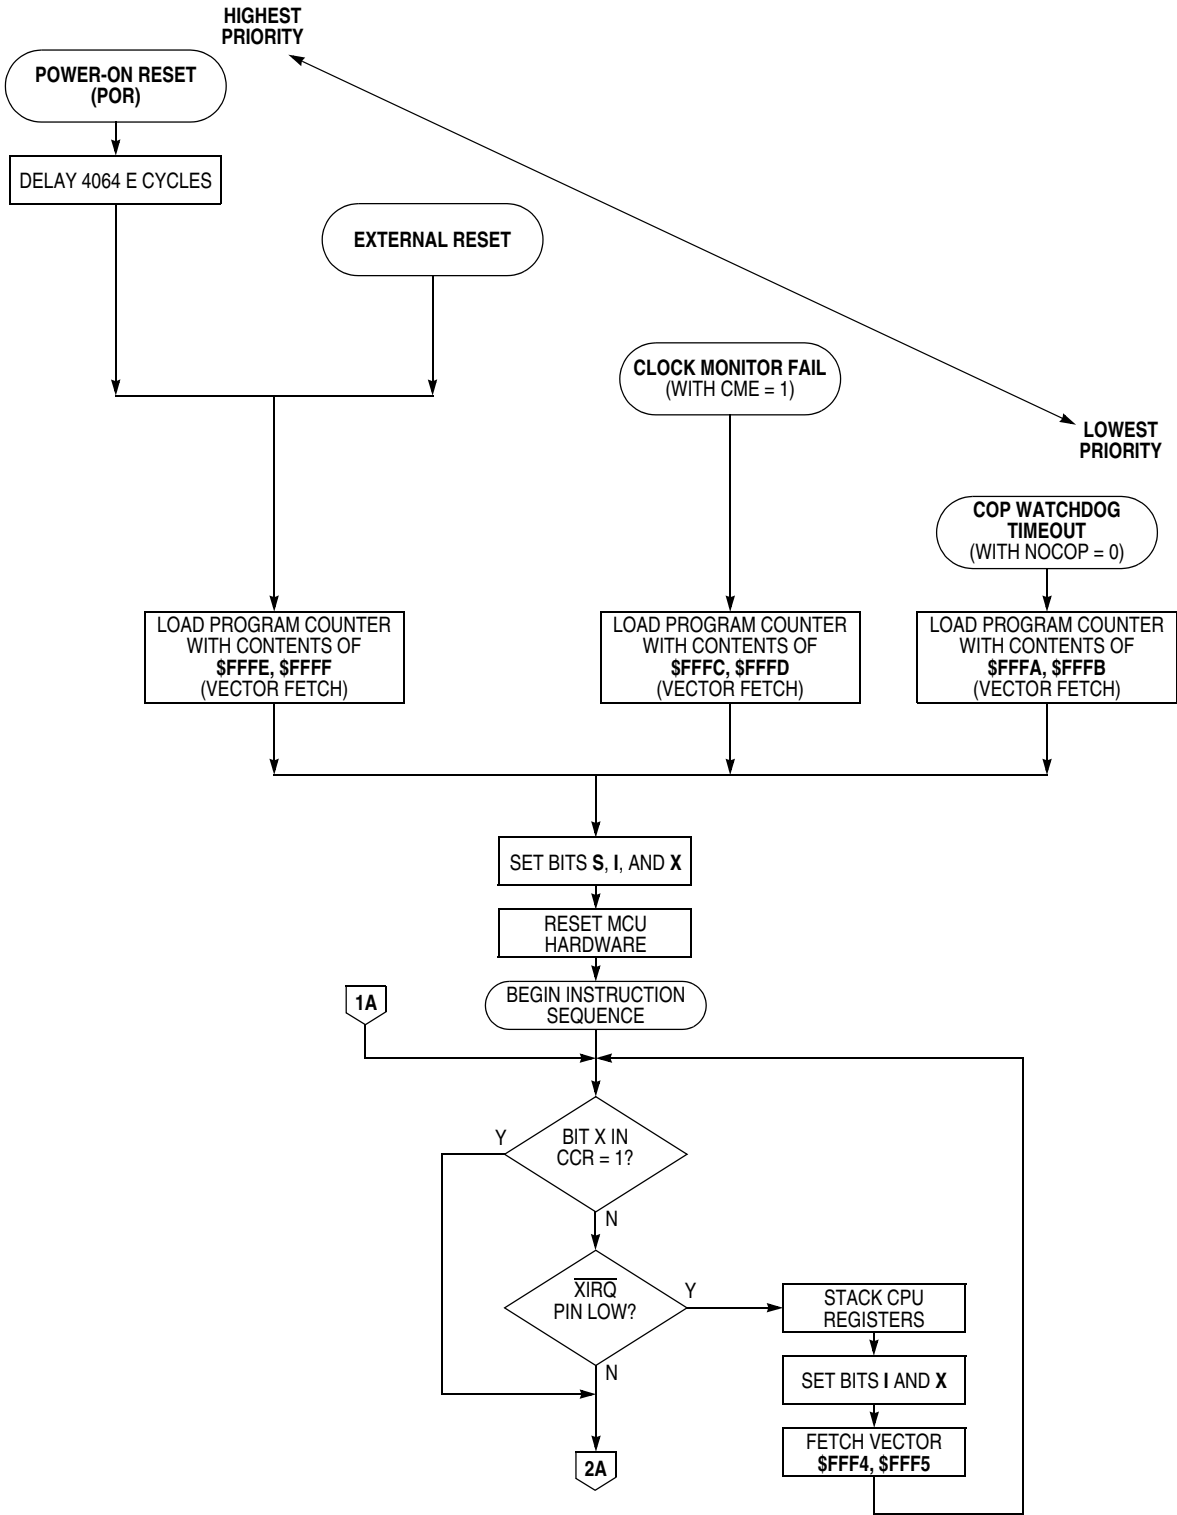 HIGHEST
PRIORITY
POWER-ON RESET
(POR)
DELAY 4064 E CYCLES
EXTERNAL RESET
CLOCK MONITOR FAIL
(WITH CME = 1)
LOWEST
PRIORITY
COP WATCHDOG
TIMEOUT
(WITH NOCOP = 0)
LOAD PROGRAM COUNTER
WITH CONTENTS OF
$FFFE, $FFFF
(VECTOR FETCH)
LOAD PROGRAM COUNTER
WITH CONTENTS OF
$FFFC, $FFFD
(VECTOR FETCH)
LOAD PROGRAM COUNTER
WITH CONTENTS OF
$FFFA, $FFFB
(VECTOR FETCH)
SET BITS S, I, AND X
RESET MCU
HARDWARE
BEGIN INSTRUCTION
SEQUENCE
1A
BIT X IN
CCR = 1?
Y
N
XIRQ
PIN LOW?
Y
N
STACK CPU
REGISTERS
SET BITS I AND X
FETCH VECTOR
$FFF4, $FFF5
2A